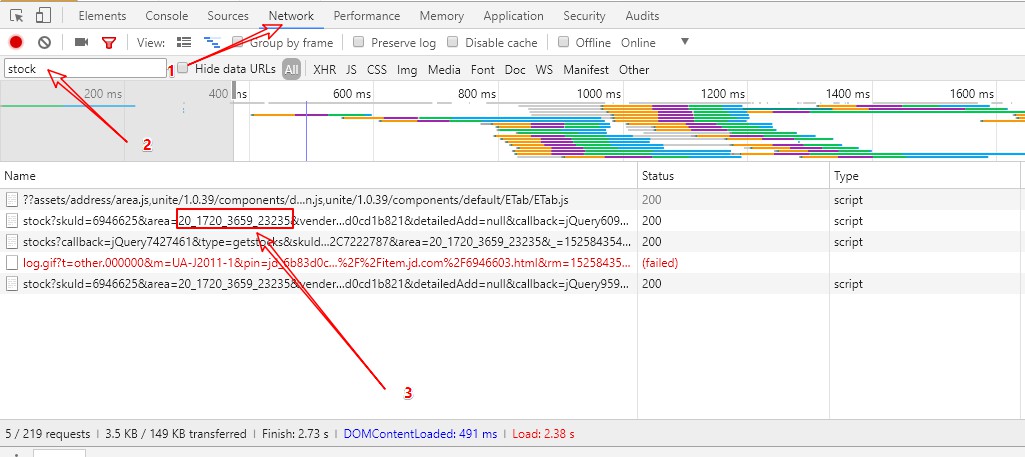 Elements Console Sources Network Performance Memory Application Security Audits
View: Group by frame Preserve log Disable cache Offline Online
stock 1 Hide data URLs All XHR JS CSS Img Media Font Doc WS Manifest Other
200 ms 400 ms 600 ms 800 ms 1000 ms 1200 ms 1400 ms 1600 ms
2
Name Status Type
??assets/address/area.js,unite/1.0.39/components/d...n.js,unite/1.0.39/components/default/ETab/ETab.js 200 script
stock?skuId=6946625&area=20_1720_3659_23235&vender...d0cd1b821&detailedAdd=null&callback=jQuery609... 200 script
stocks?callback=jQuery7427461&type=getstocks&skuId...2C7222787&area=20_1720_3659_23235&_=152584354... 200 script
log.gif?t=other.000000&m=UA-J2011-1&pin=jd_6b83d0c...%2F%2Fitem.jd.com%2F6946603.html&rm=15258435... (failed)
stock?skuId=6946625&area=20_1720_3659_23235&vender...d0cd1b821&detailedAdd=null&callback=jQuery959... 200 script
3
5 / 219 requests | 3.5 KB / 149 KB transferred | Finish: 2.73 s | DOMContentLoaded: 491 ms | Load: 2.38 s